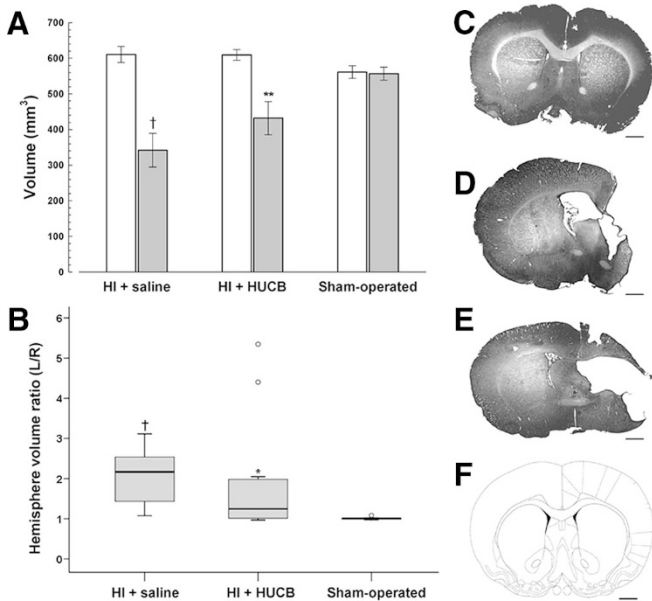 A
Volume (mm³)
700
600
500
400
300
200
100
0
†
**
HI + saline
HI + HUCB
Sham-operated
B
Hemisphere volume ratio (L/R)
6
5
4
3
2
1
0
†
*
HI + saline
HI + HUCB
Sham-operated
C
D
E
F